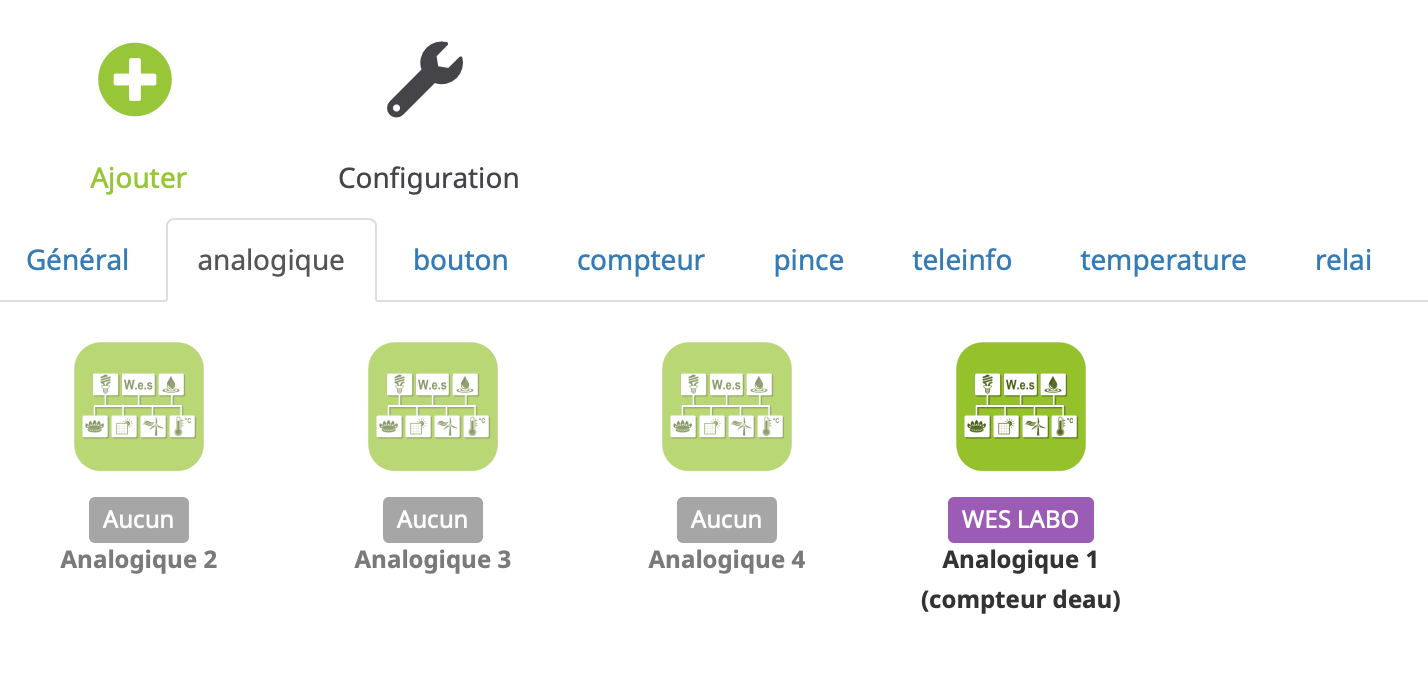 Ajouter Configuration
Général analogique bouton compteur pince teleinfo temperature relai
W.e.s W.e.s W.e.s W.e.s
°C °C °C °C
Aucun Aucun Aucun WES LABO
Analogique 2 Analogique 3 Analogique 4 Analogique 1
(compteur deau)